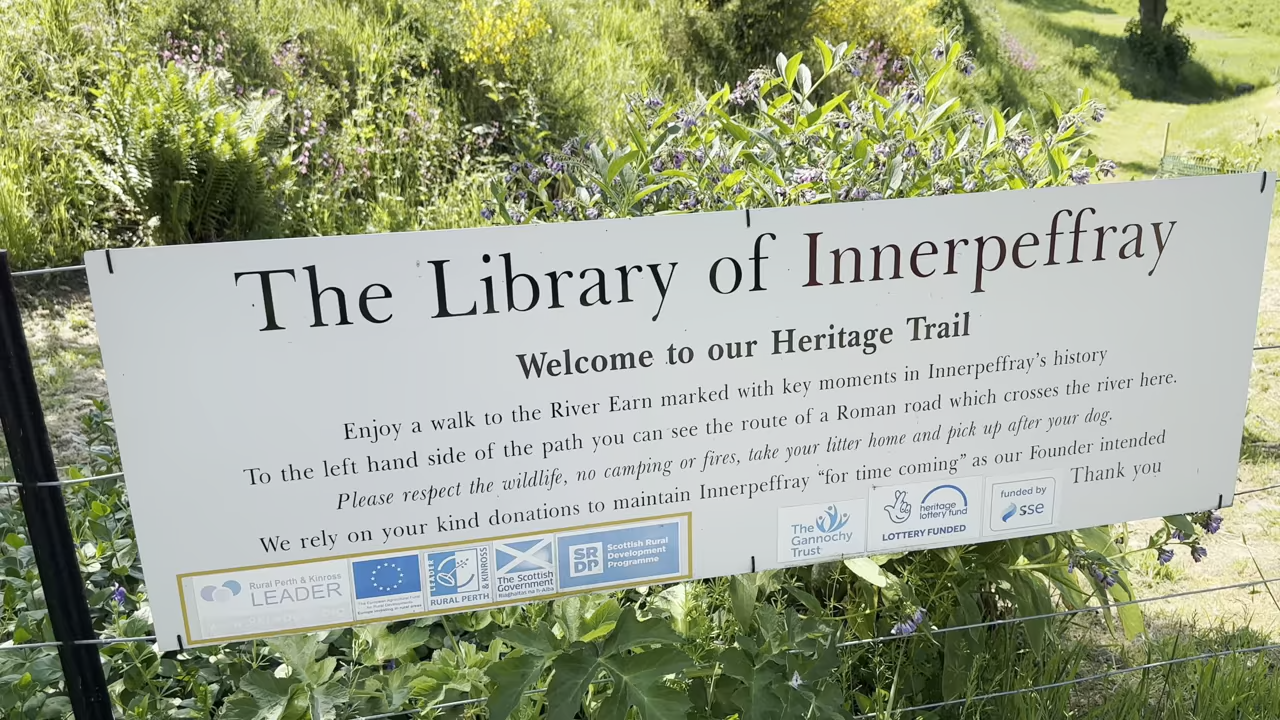 The Library of Innerpeffray
Welcome to our Heritage Trail
Enjoy a walk to the River Earn marked with key moments in Innerpeffray's history
To the left hand side of the path you can see the route of a Roman road which crosses the river here.
Please respect the wildlife, no camping or fires, take your litter home and pick up after your dog.
We rely on your kind donations to maintain Innerpeffray “for time coming” as our Founder intended
Thank you
Rural Perth & Kinross
LEADER
RURAL PERTH
& KINROSS
The Scottish
Government
SR
DP
Scottish Rural
Development
Programme
The
Gannochy
Trust
heritage
lottery fund
LOTTERY FUNDED
funded by
sse